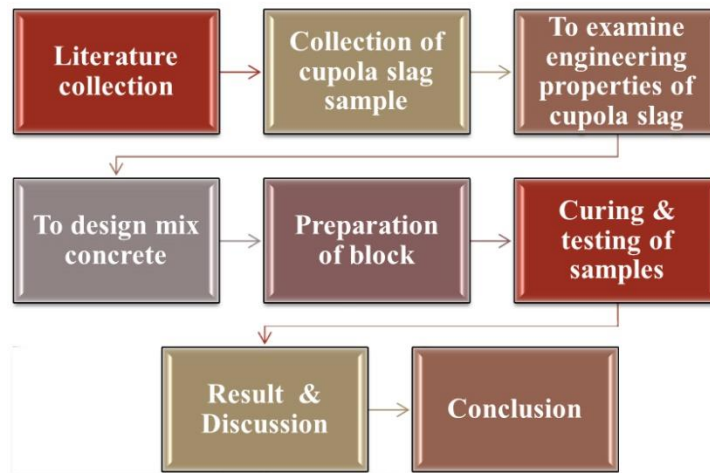 Literature
collection
Collection of
cupola slag
sample
To examine
engineering
properties of
cupola slag
To design mix
concrete
Preparation
of block
Curing &
testing of
samples
Result & 
Discussion
Conclusion